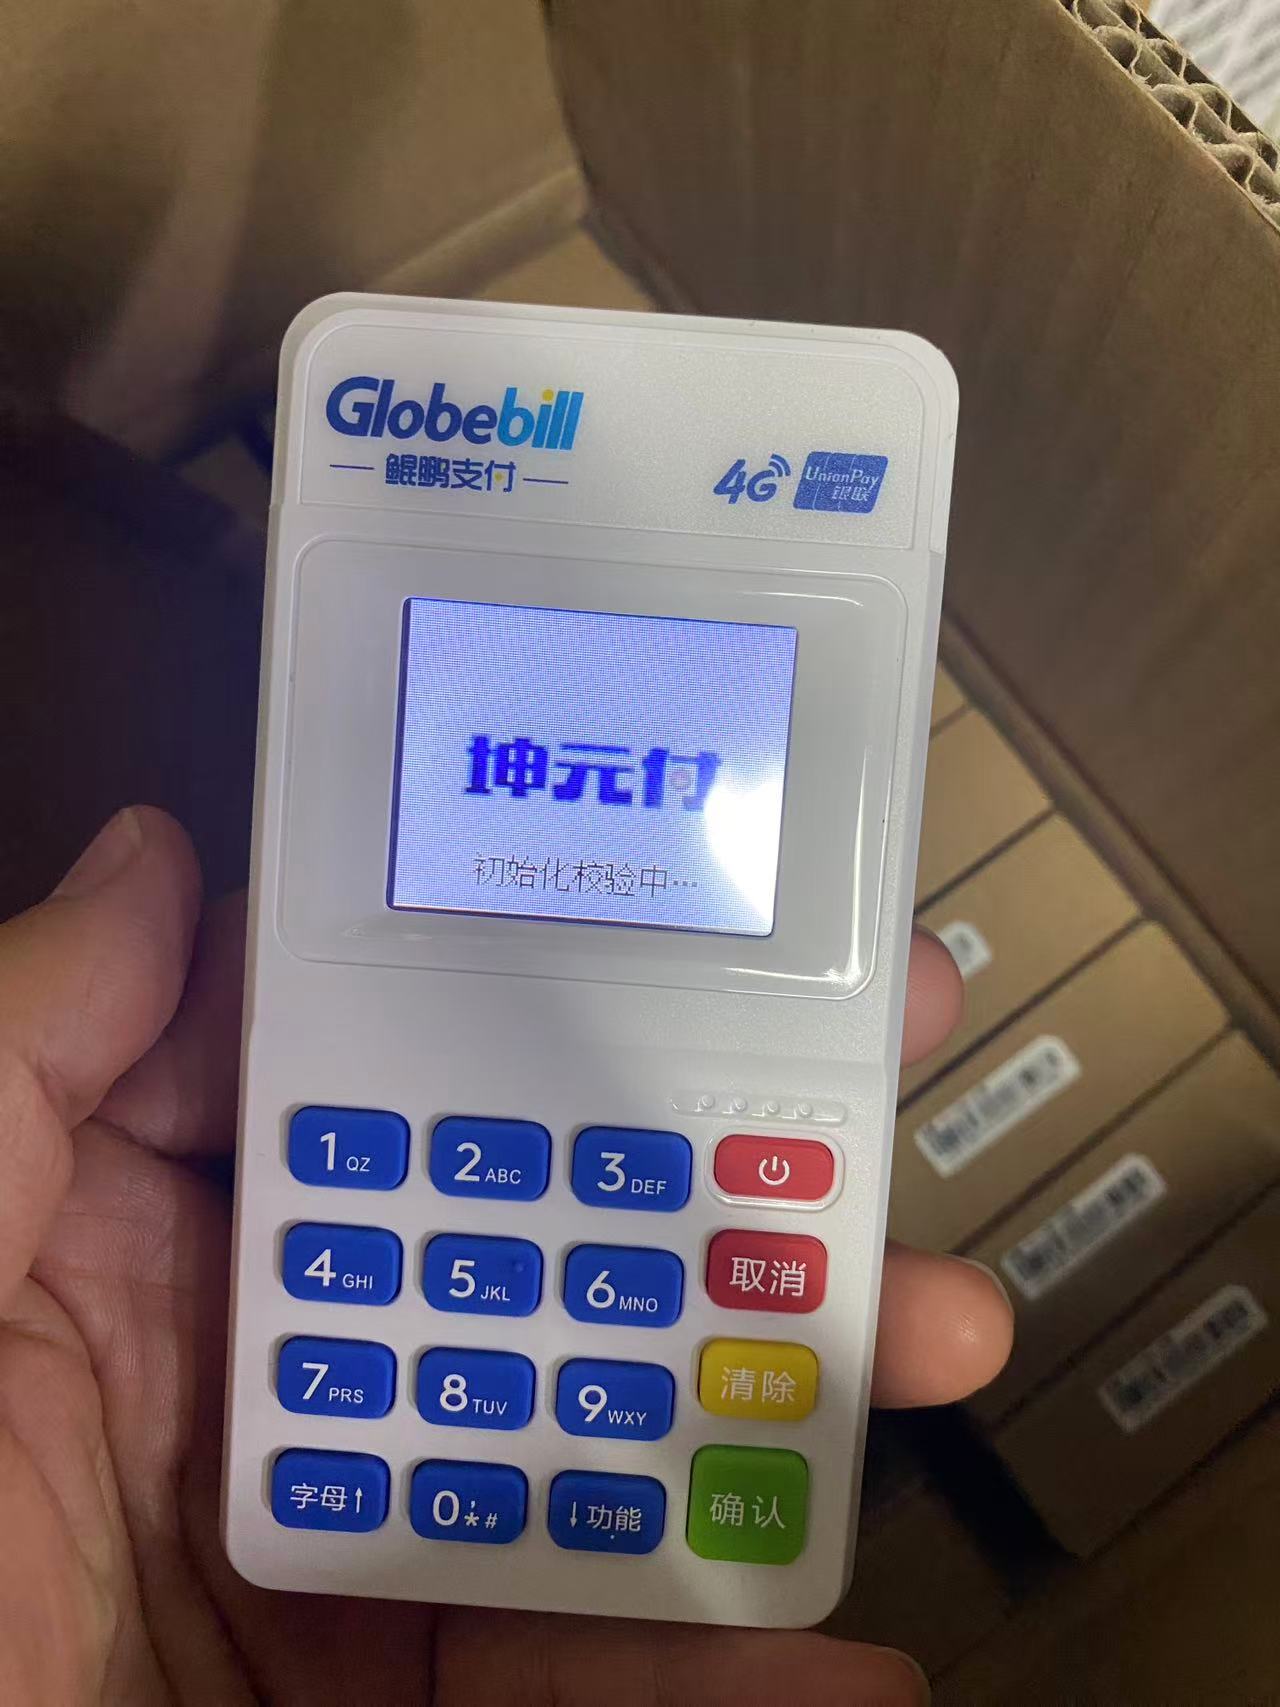 Globebill
鲲鹏支付
4G
UnionPay
银联
坤元付
初始化校验中...
1 QZ
2 ABC
3 DEF
4 GHI
5 JKL
6 MNO
取消
7 PRS
8 TUV
9 WXY
清除
字母↑
0 , * #
↓功能
确认